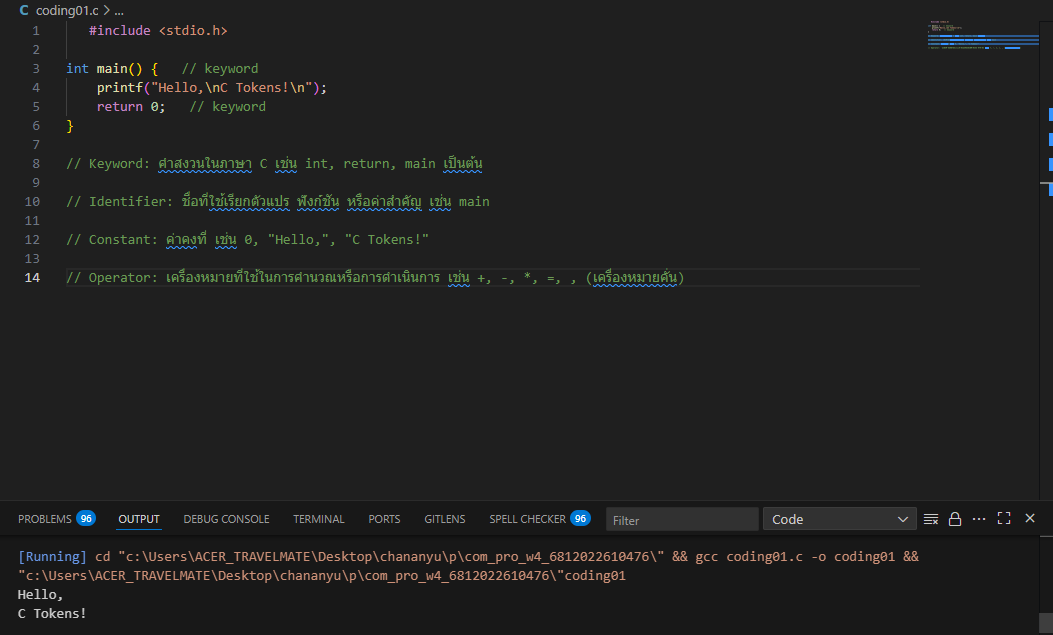 C coding01.c > ...
1 #include <stdio.h>
2
3 int main() { // keyword
4 printf("Hello,\nC Tokens!\n");
5 return 0; // keyword
6 }
7
8 // Keyword: คำสงวนในภาษา C เช่น int, return, main เป็นต้น
9
10 // Identifier: ชื่อที่ใช้เรียกตัวแปร ฟังก์ชัน หรือค่าสำคัญ เช่น main
11
12 // Constant: ค่าคงที่ เช่น 0, "Hello,", "C Tokens!"
13
14 // Operator: เครื่องหมายที่ใช้ในการคำนวณหรือการดำเนินการ เช่น +, -, *, =, , (เครื่องหมายคั่น)
PROBLEMS 96 OUTPUT DEBUG CONSOLE TERMINAL PORTS GITLENS SPELL CHECKER 96 Filter Code
[Running] cd "c:\Users\ACER_TRAVELMATE\Desktop\chananyu\p\com_pro_w4_6812022610476\" && gcc coding01.c -o coding01 &&
"c:\Users\ACER_TRAVELMATE\Desktop\chananyu\p\com_pro_w4_6812022610476\"coding01
Hello,
C Tokens!